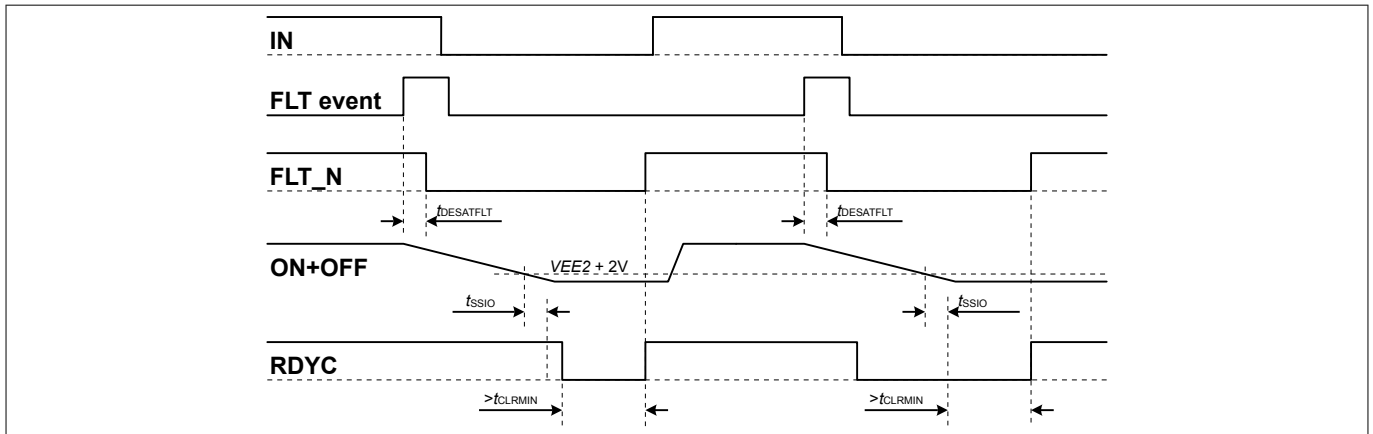 IN
FLT event
FLT_N
tDESATFLT
tDESATFLT
ON+OFF
VEE2 + 2V
tSSIO
tSSIO
RDYC
>tCLRMIN
>tCLRMIN